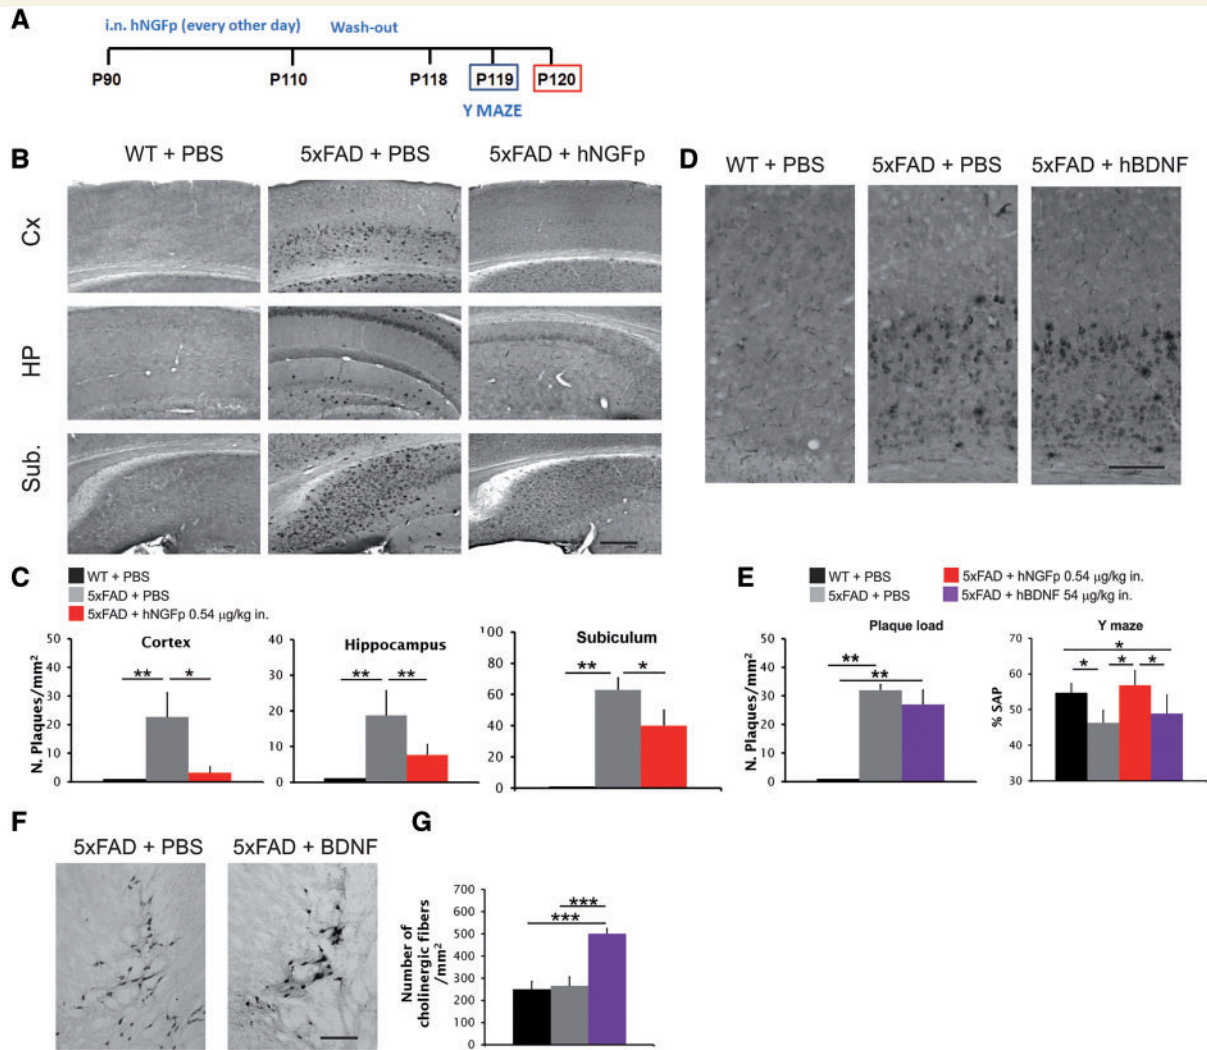 A
i.n. hNGFp (every other day) Wash-out
P90 P110 P118 P119 P120
Y MAZE
B
WT + PBS 5xFAD + PBS 5xFAD + hNGFp
Cx
HP
Sub.
D
WT + PBS 5xFAD + PBS 5xFAD + hBDNF
C
WT + PBS
5xFAD + PBS
5xFAD + hNGFp 0.54 µg/kg in.
Cortex
N. Plaques/mm²
50
40
30
20
10
0
** *
Hippocampus
40
30
20
10
0
** **
Subiculum
100
80
60
40
20
0
** *
E
WT + PBS 5xFAD + hNGFp 0.54 µg/kg in.
5xFAD + PBS 5xFAD + hBDNF 54 µg/kg in.
Plaque load
N. Plaques/mm²
50
40
30
20
10
0
**
**
Y maze
% SAP
70
60
50
40
30
*
* * *
F
5xFAD + PBS 5xFAD + BDNF
G
Number of
cholinergic fibers
/mm²
700
600
500
400
300
200
100
0
***
***